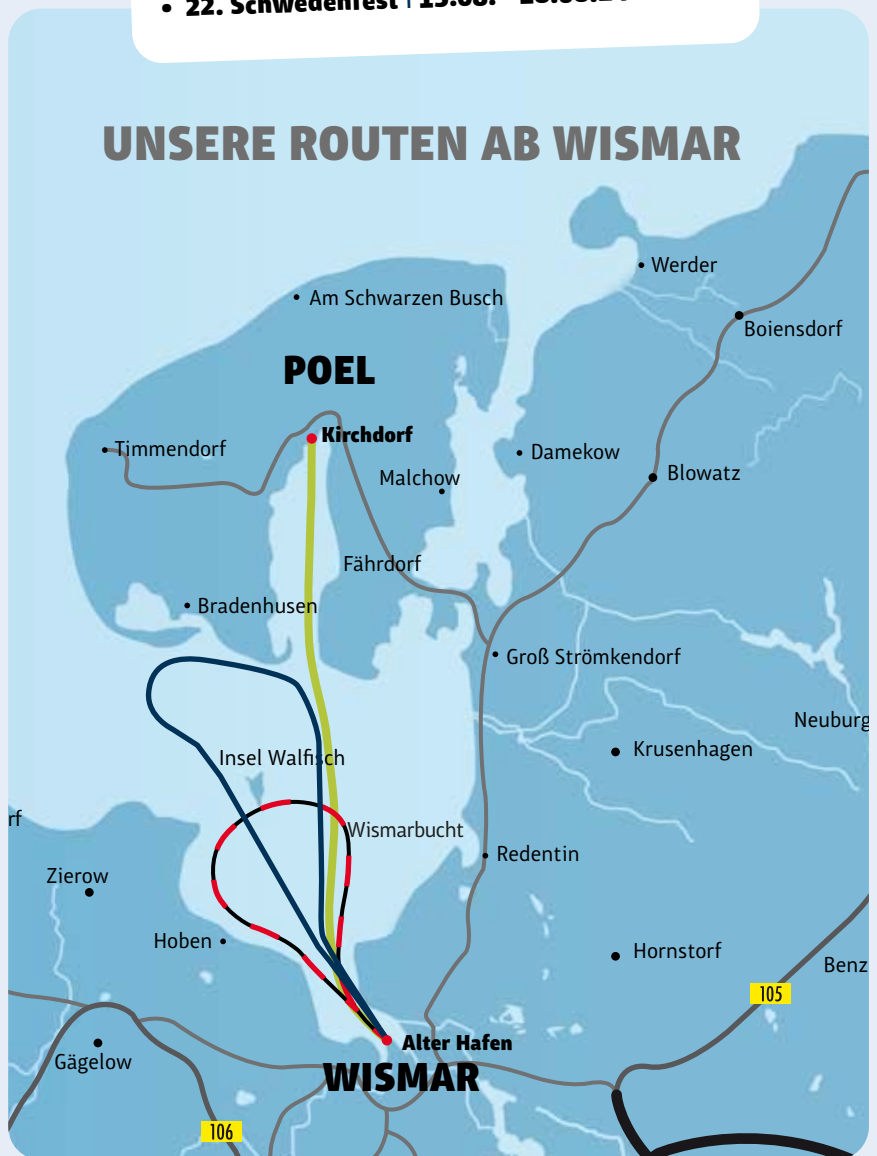 • 22. Schwedenfest |
UNSERE ROUTEN AB WISMAR
Werder
Am Schwarzen Busch
Boiensdorf
POEL
Kirchdorf
Timmendorf
Damekow
Malchow
Blowatz
Fährdorf
Bradenhusen
Groß Strömkendorf
Neuburg
Krusenhagen
Insel Walfisch
rf
Wismarbucht
Redentin
Zierow
Hoben
Hornstorf
Benz
105
Alter Hafen
Gägelow
WISMAR
106